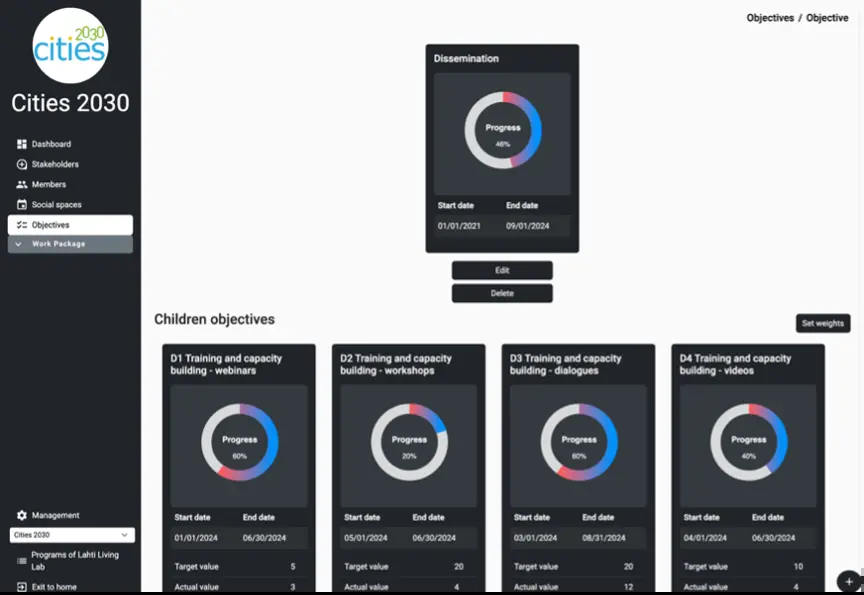 cities
2030
Cities 2030
Dashboard
Stakeholders
Members
Social spaces
Objectives
Work Package
Management
Cities 2030
Programs of Lahti Living
Lab
Exit to home
Objectives / Objective
Dissemination
Progress
46%
Start date End date
01/01/2021 09/01/2024
Edit
Delete
Children objectives
Set weights
D1 Training and capacity
building - webinars
Progress
60%
Start date End date
01/01/2024 06/30/2024
Target value 5
Actual value 3
D2 Training and capacity
building - workshops
Progress
20%
Start date End date
05/01/2024 06/30/2024
Target value 20
Actual value 4
D3 Training and capacity
building - dialogues
Progress
60%
Start date End date
03/01/2024 08/31/2024
Target value 20
Actual value 12
D4 Training and capacity
building - videos
Progress
40%
Start date End date
04/01/2024 06/30/2024
Target value 10
Actual value 4
+